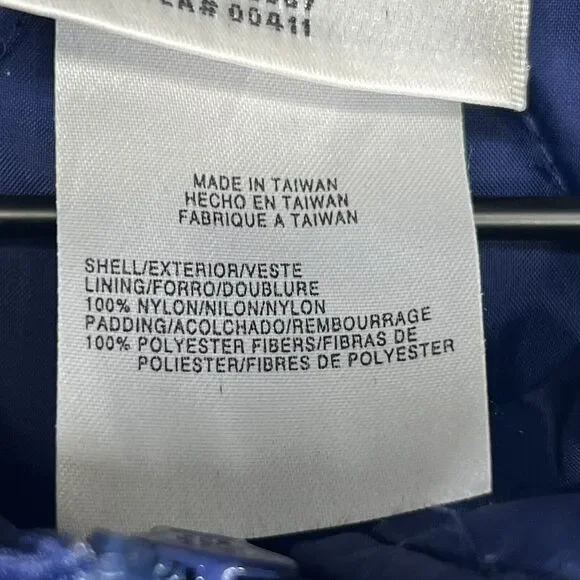 # 00411
MADE IN TAIWAN
HECHO EN TAIWAN
FABRIQUE A TAIWAN
SHELL/EXTERIOR/VESTE
LINING/FORRO/DOUBLURE
100% NYLON/NILON/NYLON
PADDING/ACOLCHADO/REMBOURRAGE
100% POLYESTER FIBERS/FIBRAS DE
POLIESTER/FIBRES DE POLYESTER